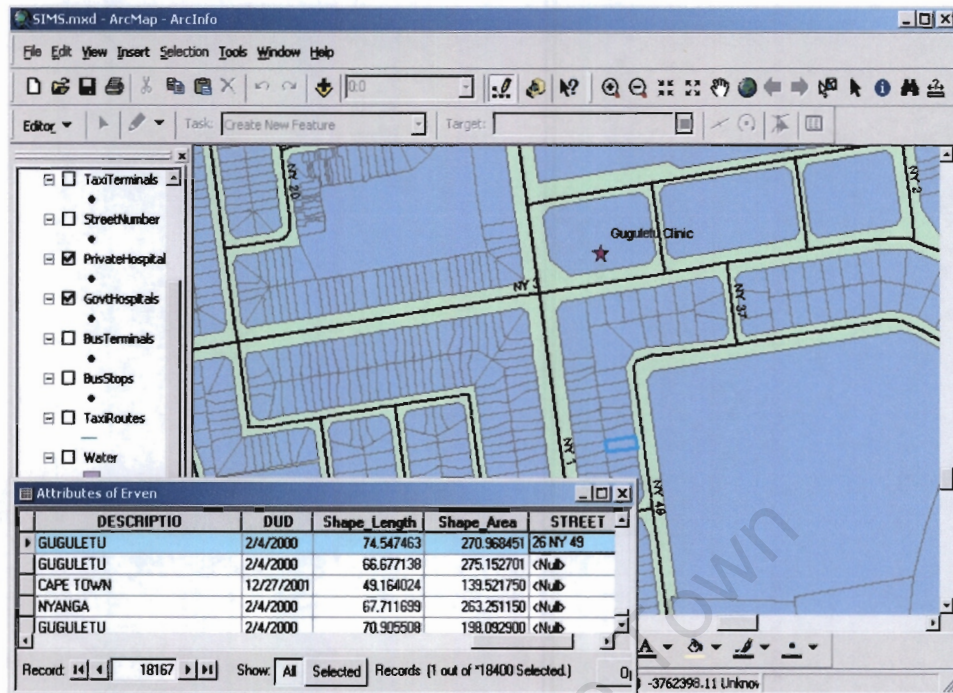 SIMS.mxd - ArcMap - ArcInfo
File Edit View Insert Selection Tools Window Help
0:0
Editor Task: Create New Feature Target:
TaxiTerminals
StreetNumber
PrivateHospital
GovtHospitals
BusTerminals
BusStops
TaxiRoutes
Water
NY 20
NY 2
Guguletu Clinic
NY 3
NY 37
NY 1
NY 49
Attributes of Erven
DESCRIPTIO DUD Shape_Length Shape_Area STREET
GUGULETU 2/4/2000 74.547463 270.968451 26 NY 49
GUGULETU 2/4/2000 66.677138 275.152701 <Null>
CAPE TOWN 12/27/2001 49.164024 139.521750 <Null>
NYANGA 2/4/2000 67.711699 263.251150 <Null>
GUGULETU 2/4/2000 70.905508 198.092900 <Null>
Record: 18167 Show: All Selected Records (1 out of *18400 Selected.)
-3762398.11 Unknow
Town